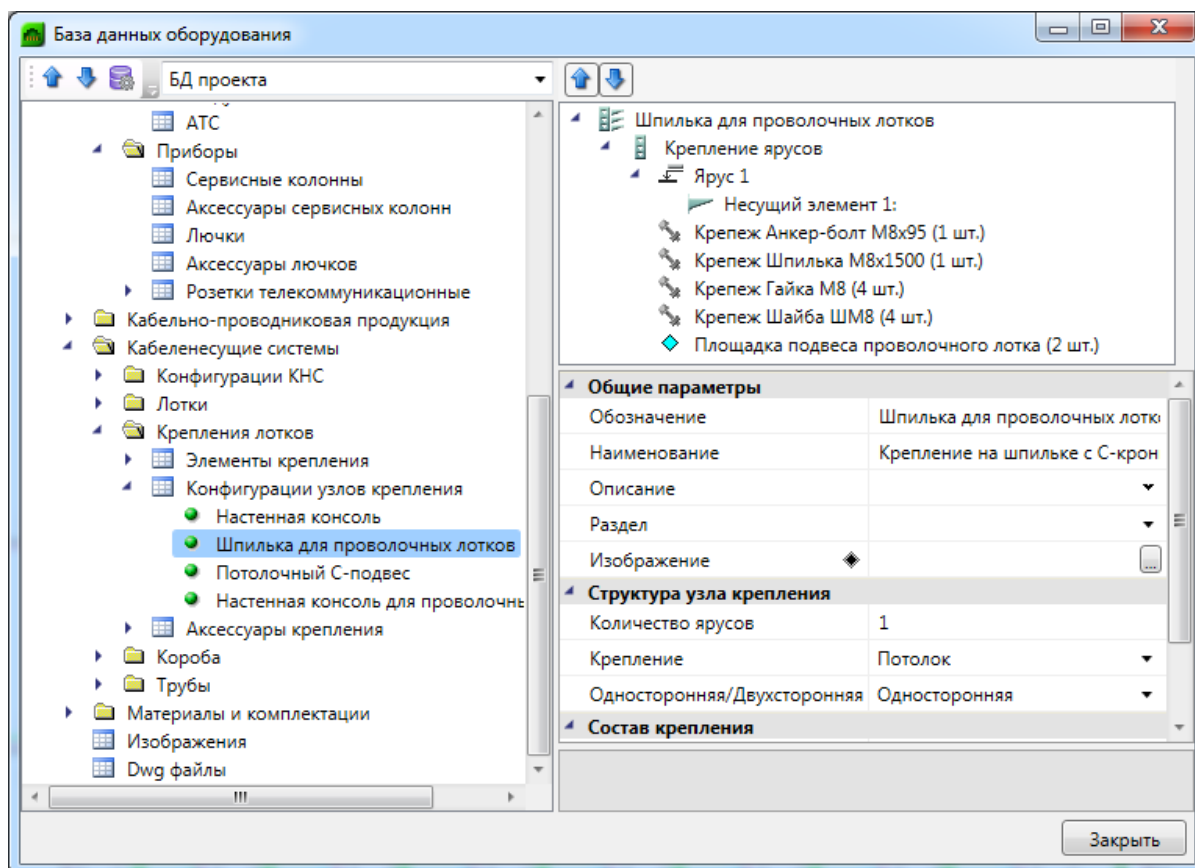 База данных оборудования
БД проекта
АТС
Приборы
Сервисные колонны
Аксессуары сервисных колонн
Лючки
Аксессуары лючков
Розетки телекоммуникационные
Кабельно-проводниковая продукция
Кабеленесущие системы
Конфигурации КНС
Лотки
Крепления лотков
Элементы крепления
Конфигурации узлов крепления
Настенная консоль
Шпилька для проволочных лотков
Потолочный С-подвес
Настенная консоль для проволочнь
Аксессуары крепления
Короба
Трубы
Материалы и комплектации
Изображения
Dwg файлы
Шпилька для проволочных лотков
Крепление ярусов
Ярус 1
Несущий элемент 1:
Крепеж Анкер-болт М8х95 (1 шт.)
Крепеж Шпилька М8х1500 (1 шт.)
Крепеж Гайка М8 (4 шт.)
Крепеж Шайба ШМ8 (4 шт.)
Площадка подвеса проволочного лотка (2 шт.)
Общие параметры
Обозначение Шпилька для проволочных лотк
Наименование Крепление на шпильке с С-крон
Описание
Раздел
Изображение ...
Структура узла крепления
Количество ярусов 1
Крепление Потолок
Односторонняя/Двухсторонняя Односторонняя
Состав крепления
Закрыть